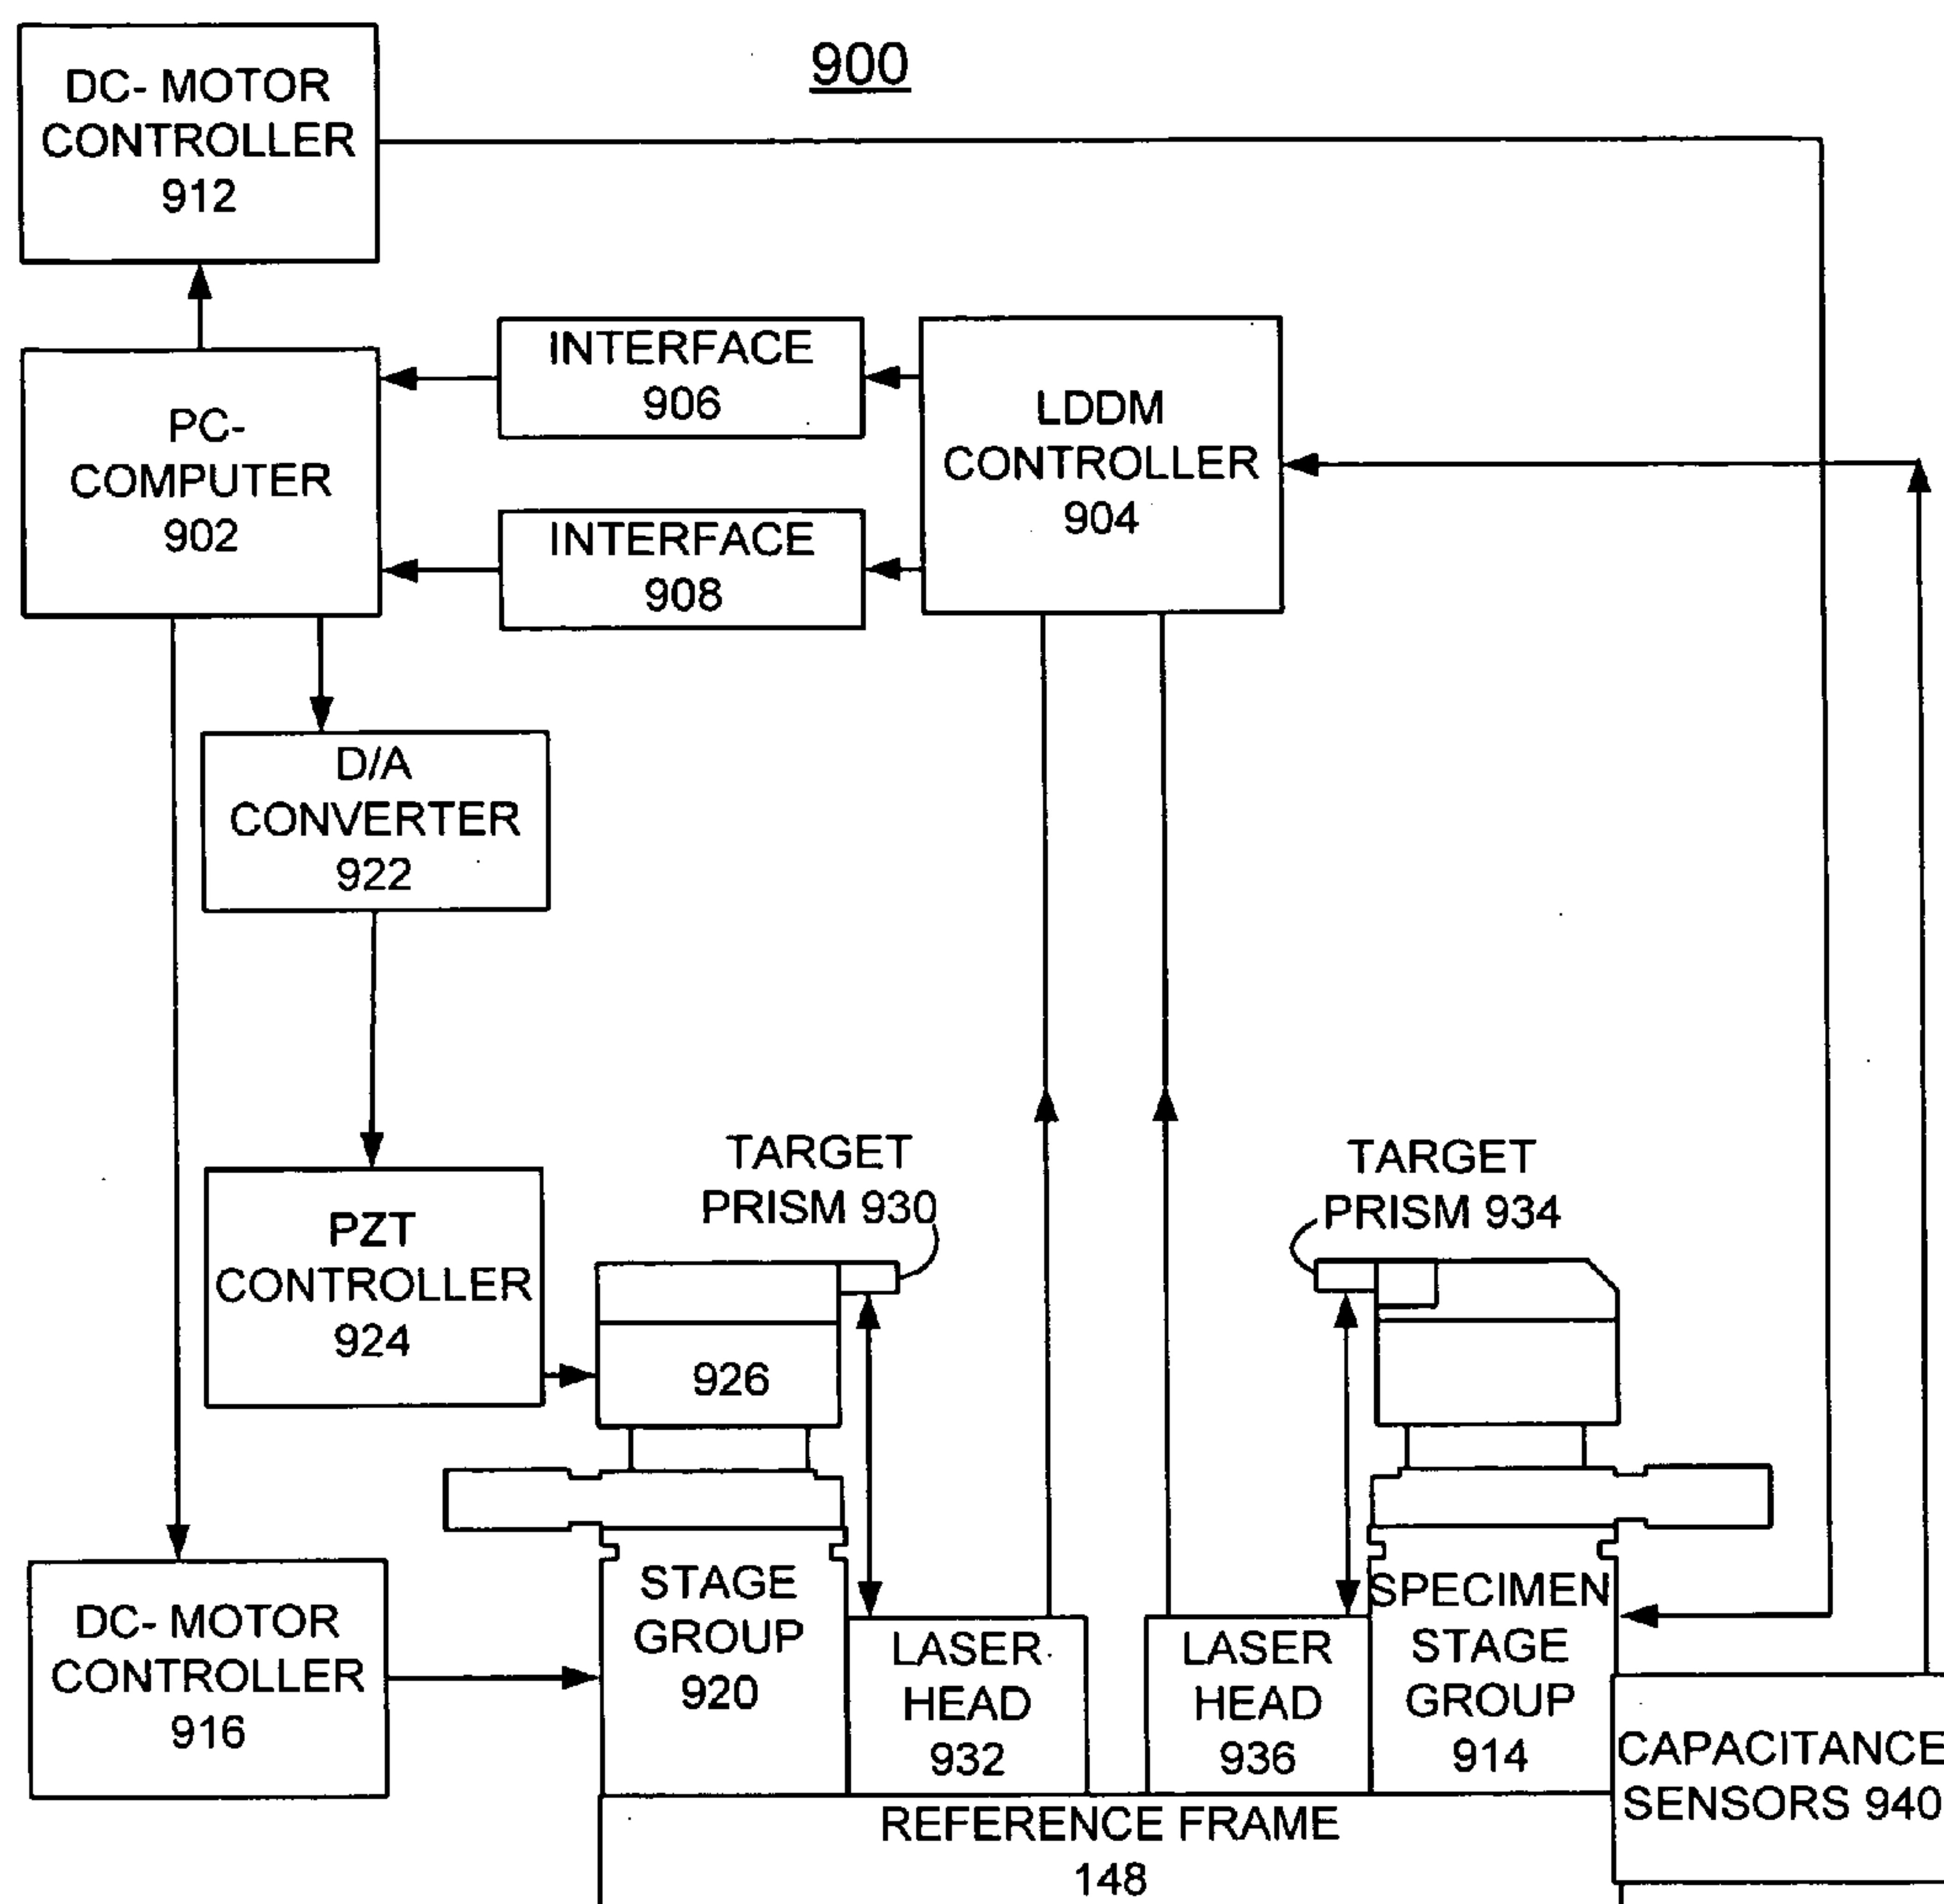 900
DC- MOTOR
CONTROLLER
912
INTERFACE
906
LDDM
CONTROLLER
904
PC-
COMPUTER
902
INTERFACE
908
D/A
CONVERTER
922
PZT
CONTROLLER
924
TARGET
PRISM 930
TARGET
PRISM 934
926
DC- MOTOR
CONTROLLER
916
STAGE
GROUP
920
LASER
HEAD
932
LASER
HEAD
936
SPECIMEN
STAGE
GROUP
914
CAPACITANCE
SENSORS 940
REFERENCE FRAME
148